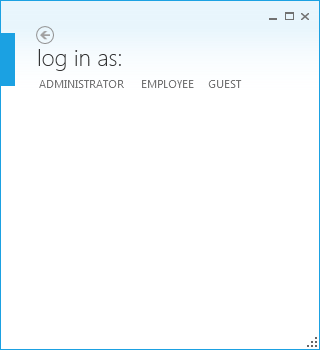 log in as:
ADMINISTRATOR EMPLOYEE GUEST